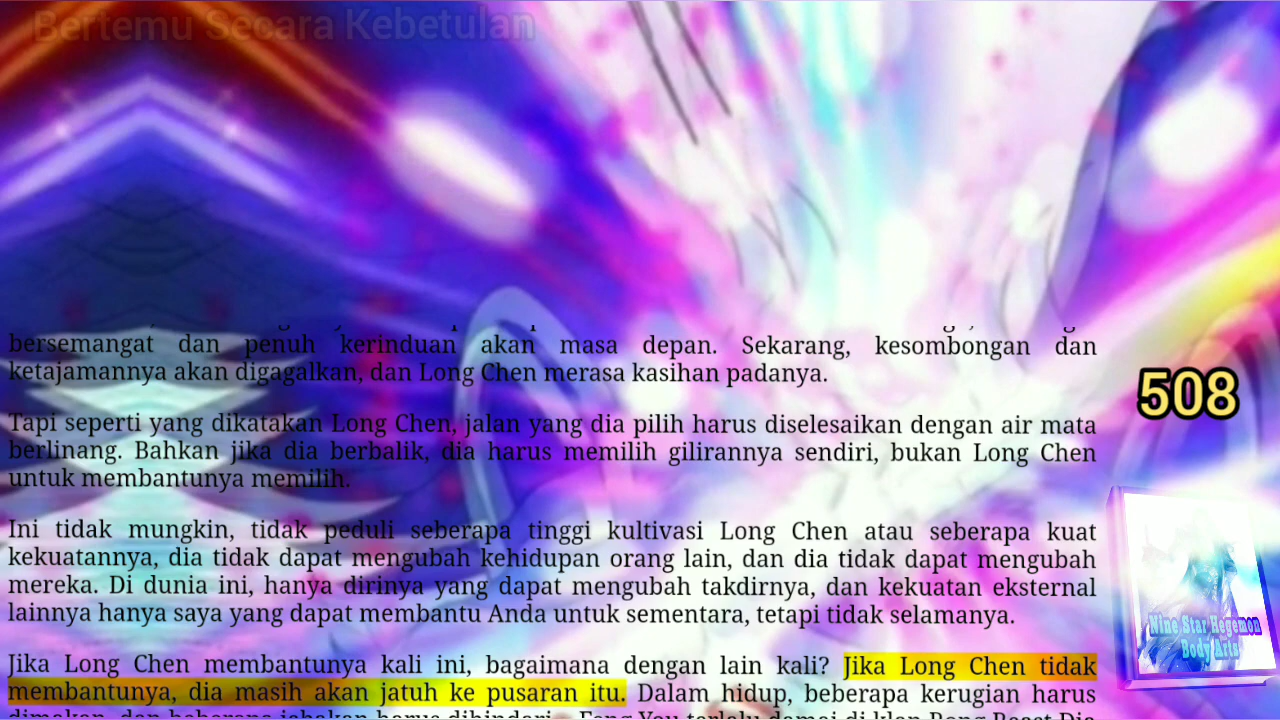 Bertemu Secara Kebetulan
bersemangat dan penuh kerinduan akan masa depan. Sekarang, kesombongan dan
ketajamannya akan digagalkan, dan Long Chen merasa kasihan padanya.
Tapi seperti yang dikatakan Long Chen, jalan yang dia pilih harus diselesaikan dengan air mata
berlinang. Bahkan jika dia berbalik, dia harus memilih gilirannya sendiri, bukan Long Chen
untuk membantunya memilih.
508
Ini tidak mungkin, tidak peduli seberapa tinggi kultivasi Long Chen atau seberapa kuat
kekuatannya, dia tidak dapat mengubah kehidupan orang lain, dan dia tidak dapat mengubah
mereka. Di dunia ini, hanya dirinya yang dapat mengubah takdirnya, dan kekuatan eksternal
lainnya hanya saya yang dapat membantu Anda untuk sementara, tetapi tidak selamanya.
Nine Star Hegemon
Body Arts
Jika Long Chen membantunya kali ini, bagaimana dengan lain kali? Jika Long Chen tidak
membantunya, dia masih akan jatuh ke pusaran itu. Dalam hidup, beberapa kerugian harus